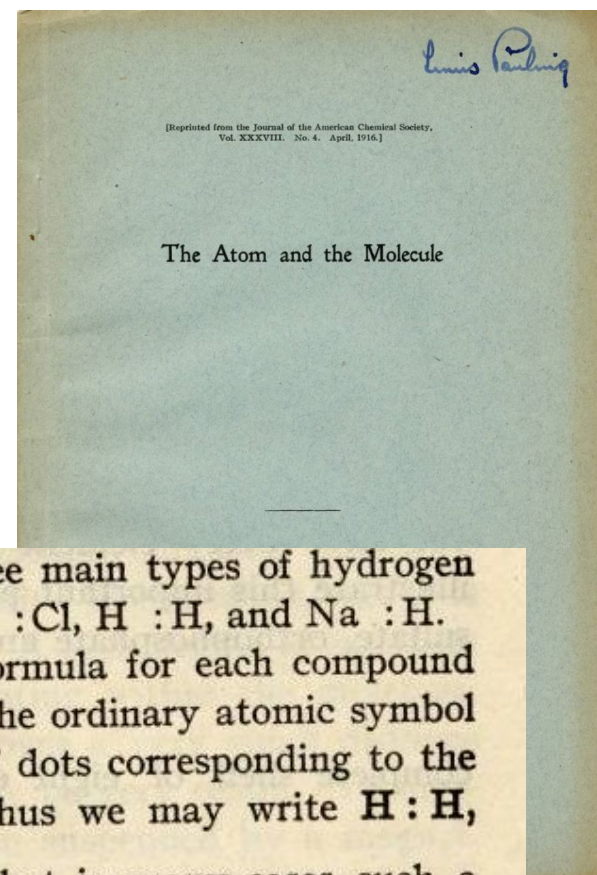 Linus Pauling
[Reprinted from the Journal of the American Chemical Society,
Vol. XXXVIII. No. 4. April, 1916.]
The Atom and the Molecule
ee main types of hydrogen
:Cl, H :H, and Na :H.
ormula for each compound
he ordinary atomic symbol
dots corresponding to the
hus we may write H : H,